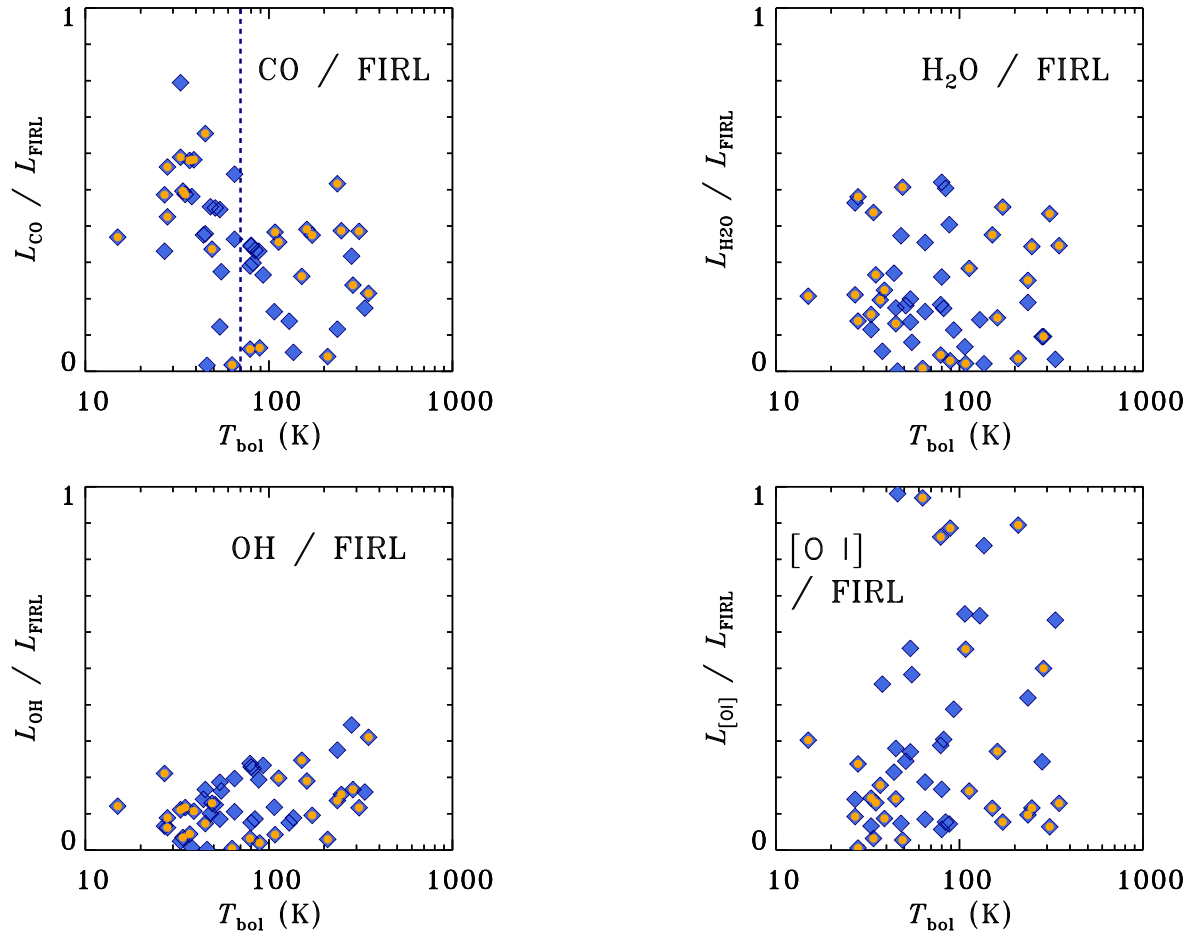 1
CO / FIRL
L_CO / L_FIRL
0
10 100 1000
T_bol (K)
1
H₂O / FIRL
L_H2O / L_FIRL
0
10 100 1000
T_bol (K)
1
OH / FIRL
L_OH / L_FIRL
0
10 100 1000
T_bol (K)
1
[O I]
/ FIRL
L_[OI] / L_FIRL
0
10 100 1000
T_bol (K)